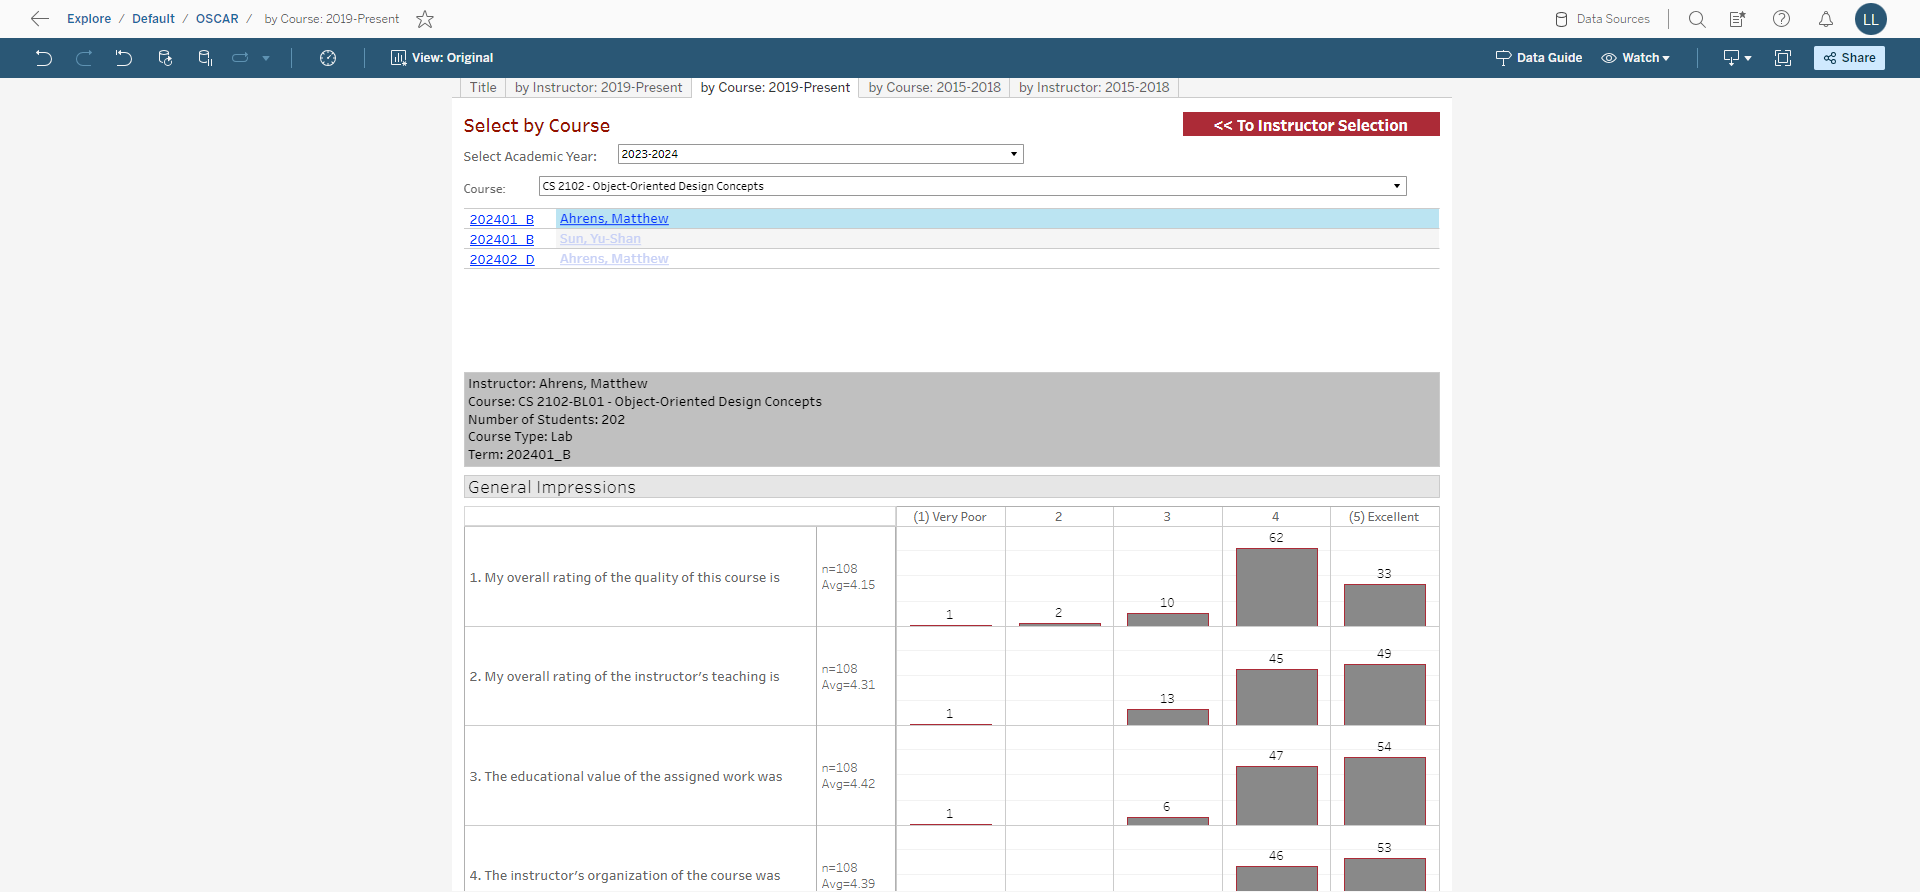 Explore / Default / OSCAR / by Course: 2019-Present
Data Sources
LL
View: Original
Data Guide
Watch
Share
Title
by Instructor: 2019-Present
by Course: 2019-Present
by Course: 2015-2018
by Instructor: 2015-2018
Select by Course
<< To Instructor Selection
Select Academic Year:
2023-2024
Course:
CS 2102 - Object-Oriented Design Concepts
202401_B Ahrens, Matthew
202401_B Sun, Yu-Shan
202402_D Ahrens, Matthew
Instructor: Ahrens, Matthew
Course: CS 2102-BL01 - Object-Oriented Design Concepts
Number of Students: 202
Course Type: Lab
Term: 202401_B
General Impressions
(1) Very Poor 2 3 4 (5) Excellent
1. My overall rating of the quality of this course is
n=108
Avg=4.15
1 2 10 62 33
2. My overall rating of the instructor's teaching is
n=108
Avg=4.31
1 13 45 49
3. The educational value of the assigned work was
n=108
Avg=4.42
1 6 47 54
4. The instructor's organization of the course was
n=108
Avg=4.39
46 53